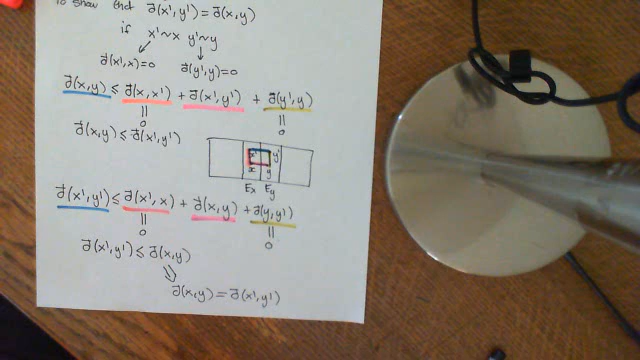 to show that d̄(x',y') = d̄(x,y)
if x'~x y'~y
d̄(x',x)=0 d̄(y',y)=0
d̄(x,y) ≤ d̄(x,x') + d̄(x',y') + d̄(y',y)
|| ||
0 0
d̄(x,y) ≤ d̄(x',y')
x' y'
x y
Ex Ey
d̄(x',y') ≤ d̄(x',x) + d̄(x,y) + d̄(y,y')
|| ||
0 0
d̄(x',y') ≤ d̄(x,y)
⇒
d̄(x,y) = d̄(x',y')